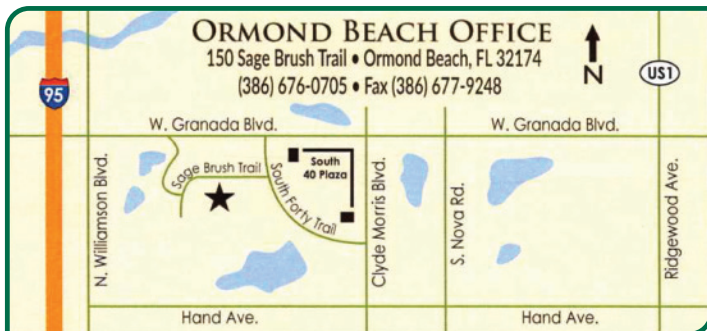 ORMOND BEACH OFFICE
150 Sage Brush Trail • Ormond Beach, FL 32174
(386) 676-0705 • Fax (386) 677-9248
N
US1
95
W. Granada Blvd.
W. Granada Blvd.
N. Williamson Blvd.
Sage Brush Trail
South
40 Plaza
South Forty Trail
Clyde Morris Blvd.
S. Nova Rd.
Ridgewood Ave.
Hand Ave.
Hand Ave.